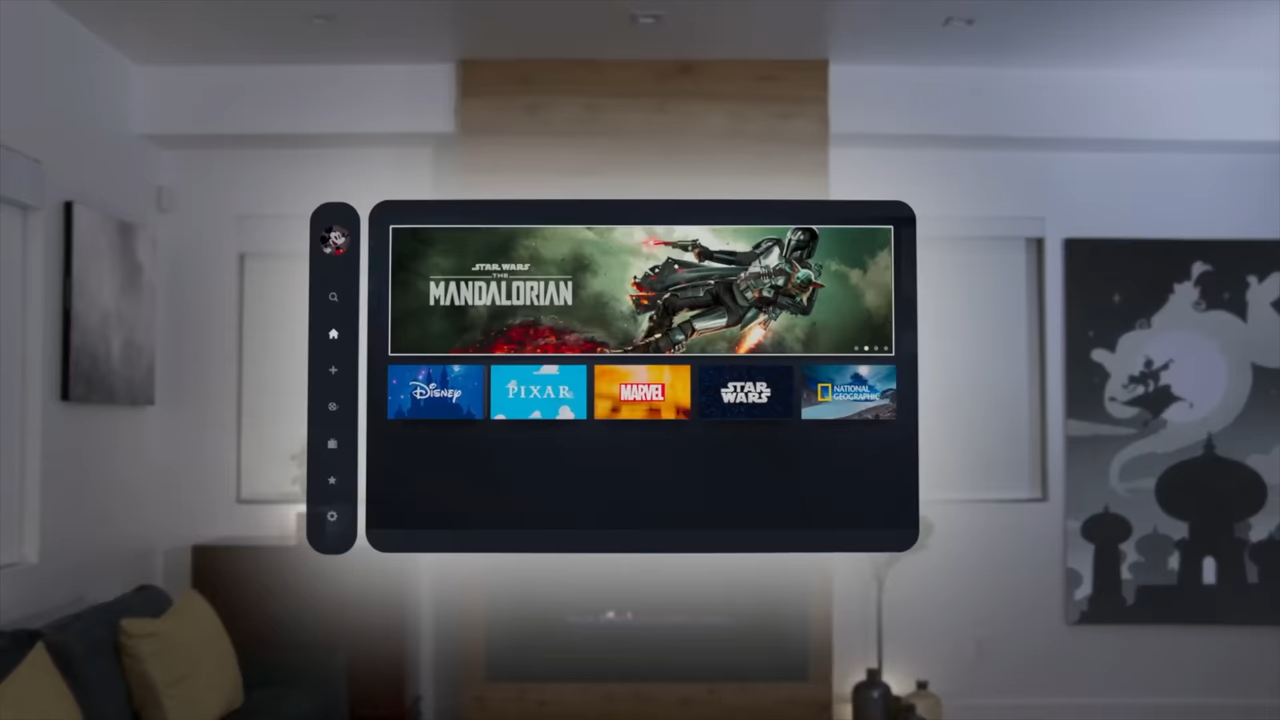 STAR WARS
THE
MANDALORIAN
Disney
PIXAR
MARVEL
STAR
WARS
NATIONAL
GEOGRAPHIC